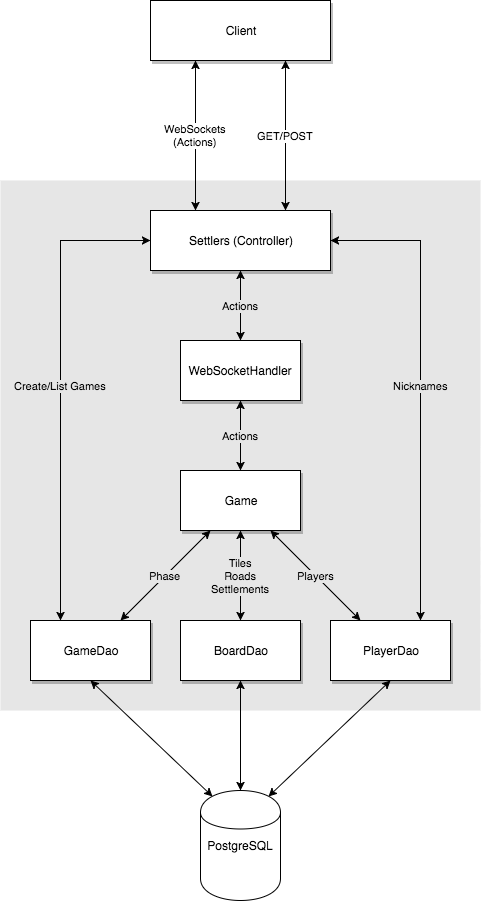 Client
WebSockets
(Actions)
GET/POST
Settlers (Controller)
Actions
WebSocketHandler
Create/List Games
Nicknames
Actions
Game
Phase
Tiles
Roads
Settlements
Players
GameDao
BoardDao
PlayerDao
PostgreSQL